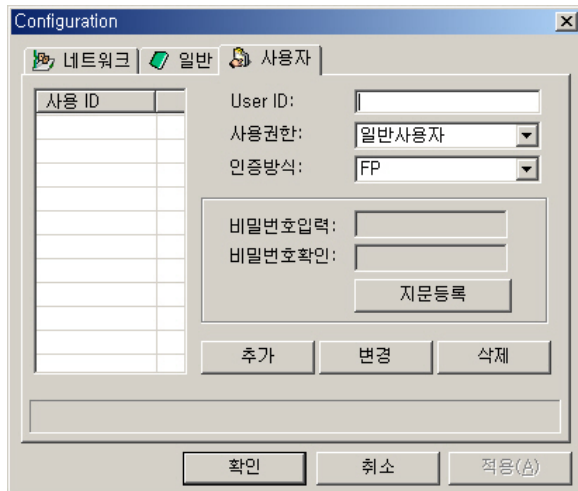 Configuration
네트워크 일반 사용자
사용 ID
User ID:
사용권한: 일반사용자
인증방식: FP
비밀번호입력:
비밀번호확인:
지문등록
추가 변경 삭제
확인 취소 적용(A)